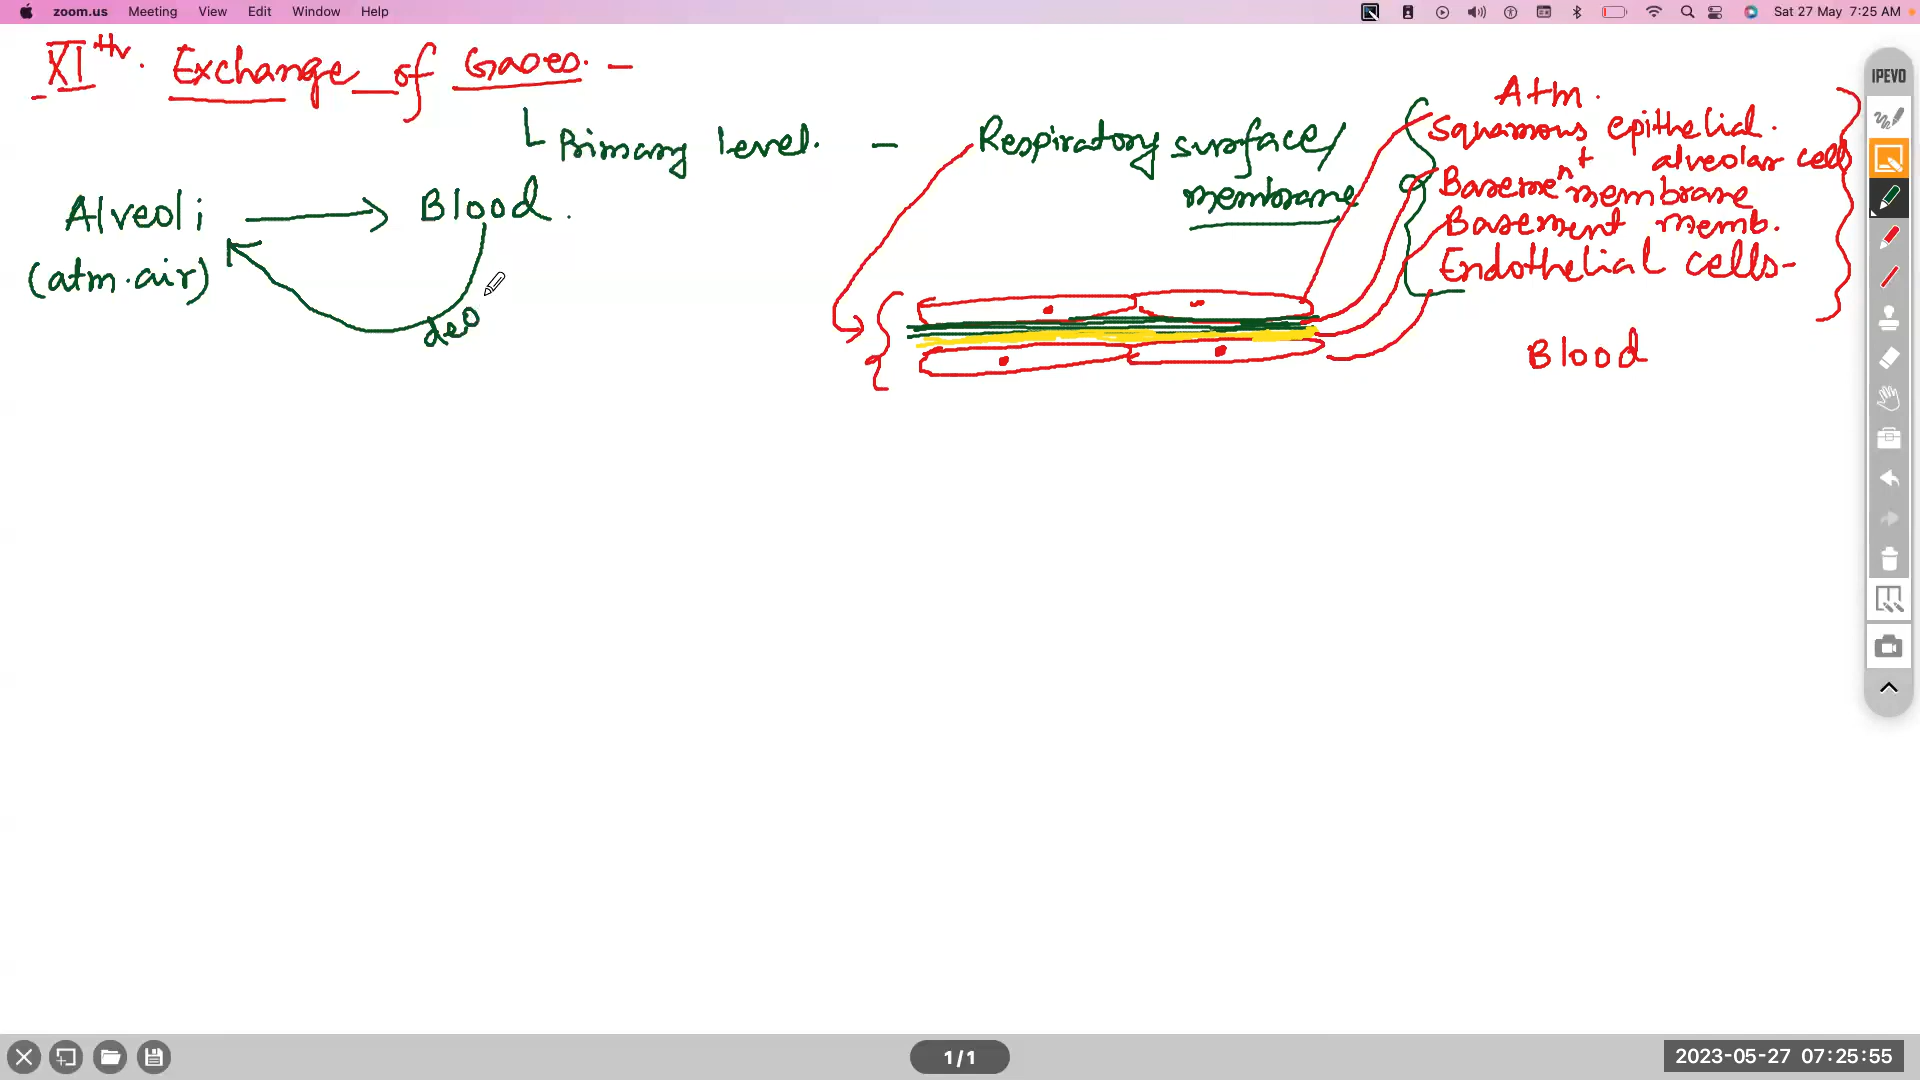 zoom.us Meeting View Edit Window Help Sat 27 May 7:25 AM
XIth. Exchange of Gases. -
IPEVO
Atm.
Primary level. - Respiratory surface/
membrane
Squamous epithelial.
alveolar cell
Basement membrane
Basement memb.
Endothelial cells-
Alveoli → Blood.
(atm.air)
deo
Blood
1/1
2023-05-27 07:25:55